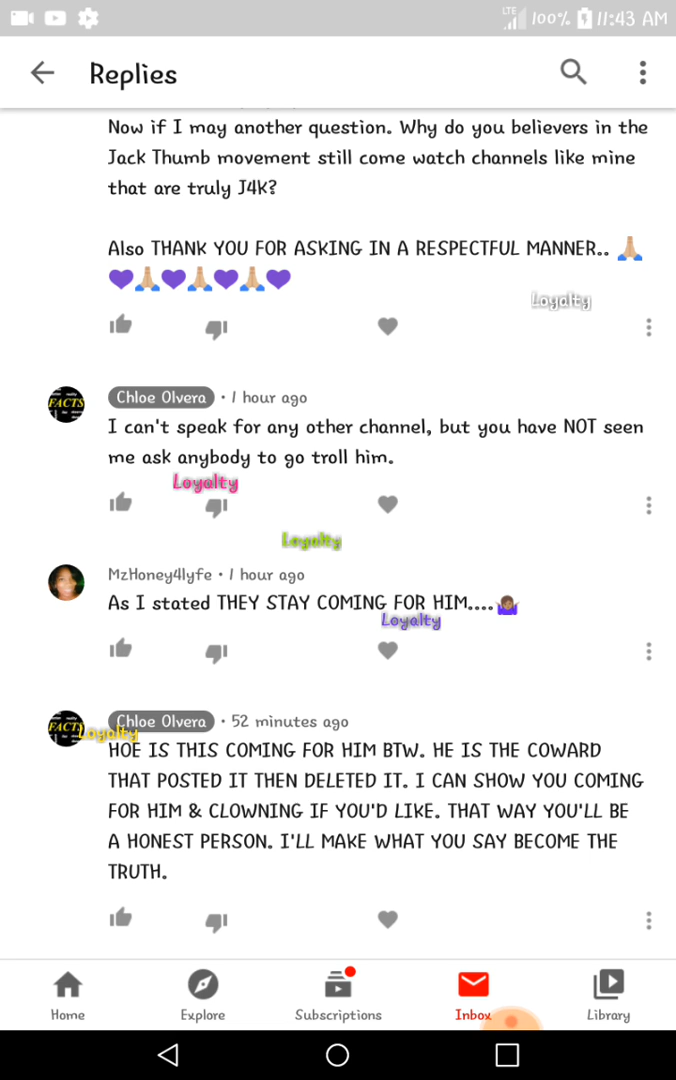 LTE 100% 11:43 AM
Replies
Now if I may another question. Why do you believers in the
Jack Thumb movement still come watch channels like mine
that are truly J4k?
Also THANK YOU FOR ASKING IN A RESPECTFUL MANNER.. 🙏🏼
💜🙏🏼💜🙏🏼💜🙏🏼💜
Loyalty
FACTS
Chloe Olvera • 1 hour ago
I can't speak for any other channel, but you have NOT seen
me ask anybody to go troll him.
Loyalty
Loyalty
MzHoney4lyfe • 1 hour ago
As I stated THEY STAY COMING FOR HIM....🤷🏽‍♀️
Loyalty
FACTS
Chloe Olvera • 52 minutes ago
Loyalty
HOE IS THIS COMING FOR HIM BTW. HE IS THE COWARD
THAT POSTED IT THEN DELETED IT. I CAN SHOW YOU COMING
FOR HIM & CLOWNING IF YOU'D LIKE. THAT WAY YOU'LL BE
A HONEST PERSON. I'LL MAKE WHAT YOU SAY BECOME THE
TRUTH.
Home Explore Subscriptions Inbox Library